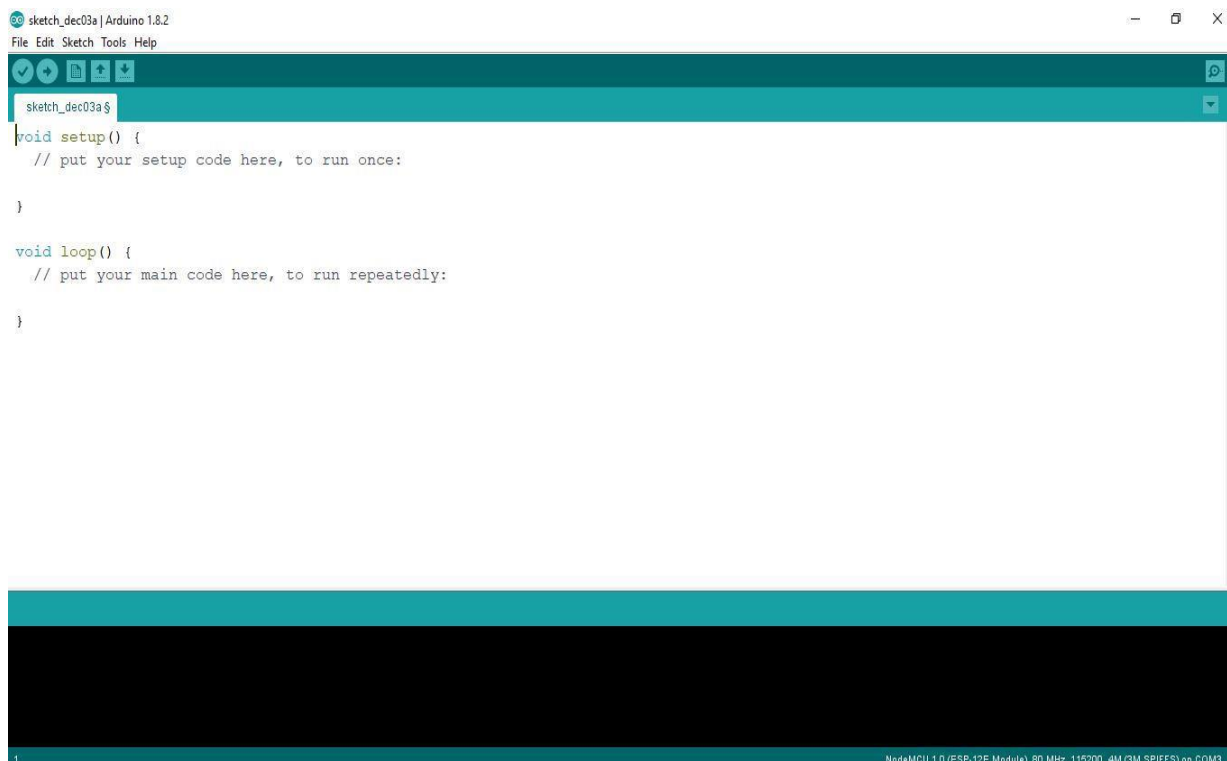 sketch_dec03a | Arduino 1.8.2
File Edit Sketch Tools Help
sketch_dec03a §
void setup() {
  // put your setup code here, to run once:
}
void loop() {
  // put your main code here, to run repeatedly:
}
1
NodeMCU 1.0 (ESP-12E Module), 80 MHz, 115200, 4M (3M SPIFFS) on COM3